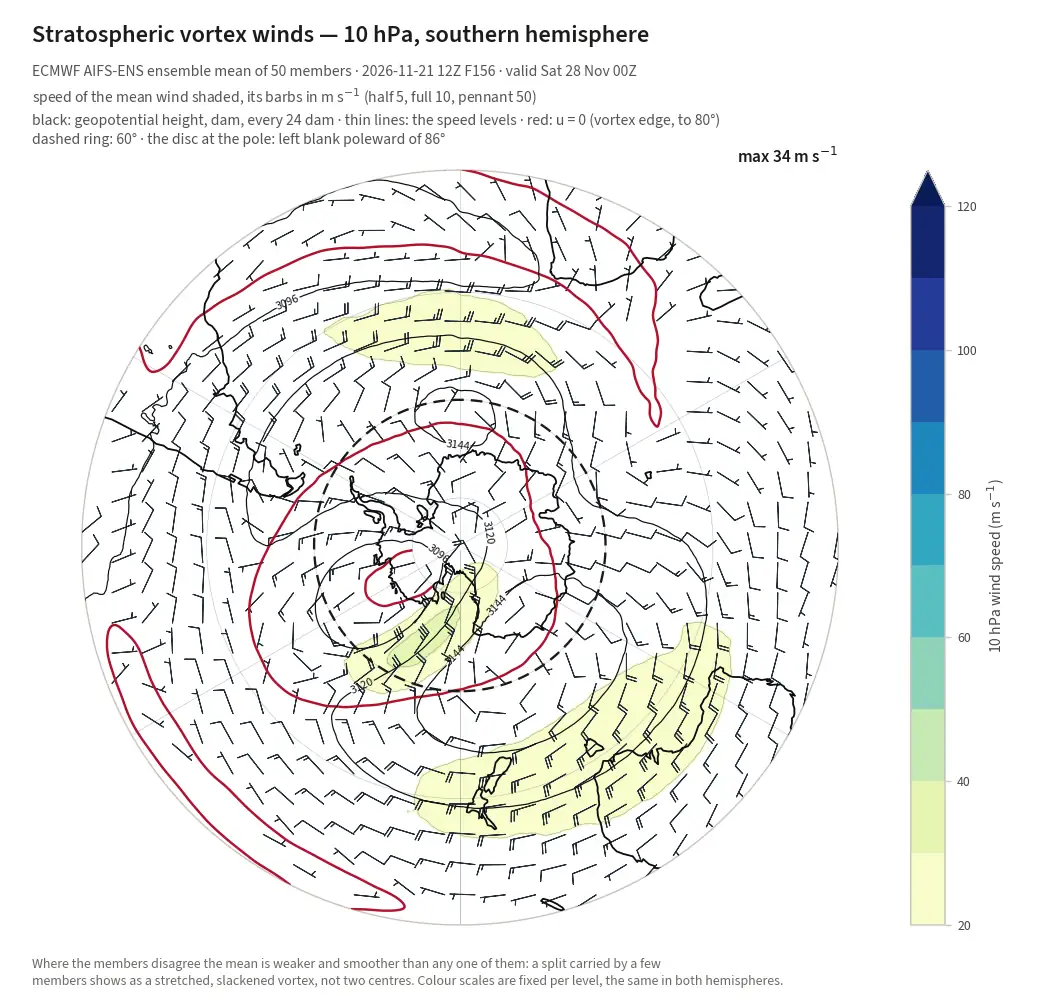 Stratospheric vortex winds — 10 hPa, southern hemisphere
ECMWF AIFS-ENS ensemble mean of 50 members · 2026-11-21 12Z F156 · valid Sat 28 Nov 00Z
speed of the mean wind shaded, its barbs in m s⁻¹ (half 5, full 10, pennant 50)
black: geopotential height, dam, every 24 dam · thin lines: the speed levels · red: u = 0 (vortex edge, to 80°)
dashed ring: 60° · the disc at the pole: left blank poleward of 86°
max 34 m s⁻¹
120
100
80
60
40
20
10 hPa wind speed (m s⁻¹)
3096
3144
3120
3096
3144
3144
3120
Where the members disagree the mean is weaker and smoother than any one of them: a split carried by a few
members shows as a stretched, slackened vortex, not two centres. Colour scales are fixed per level, the same in both hemispheres.